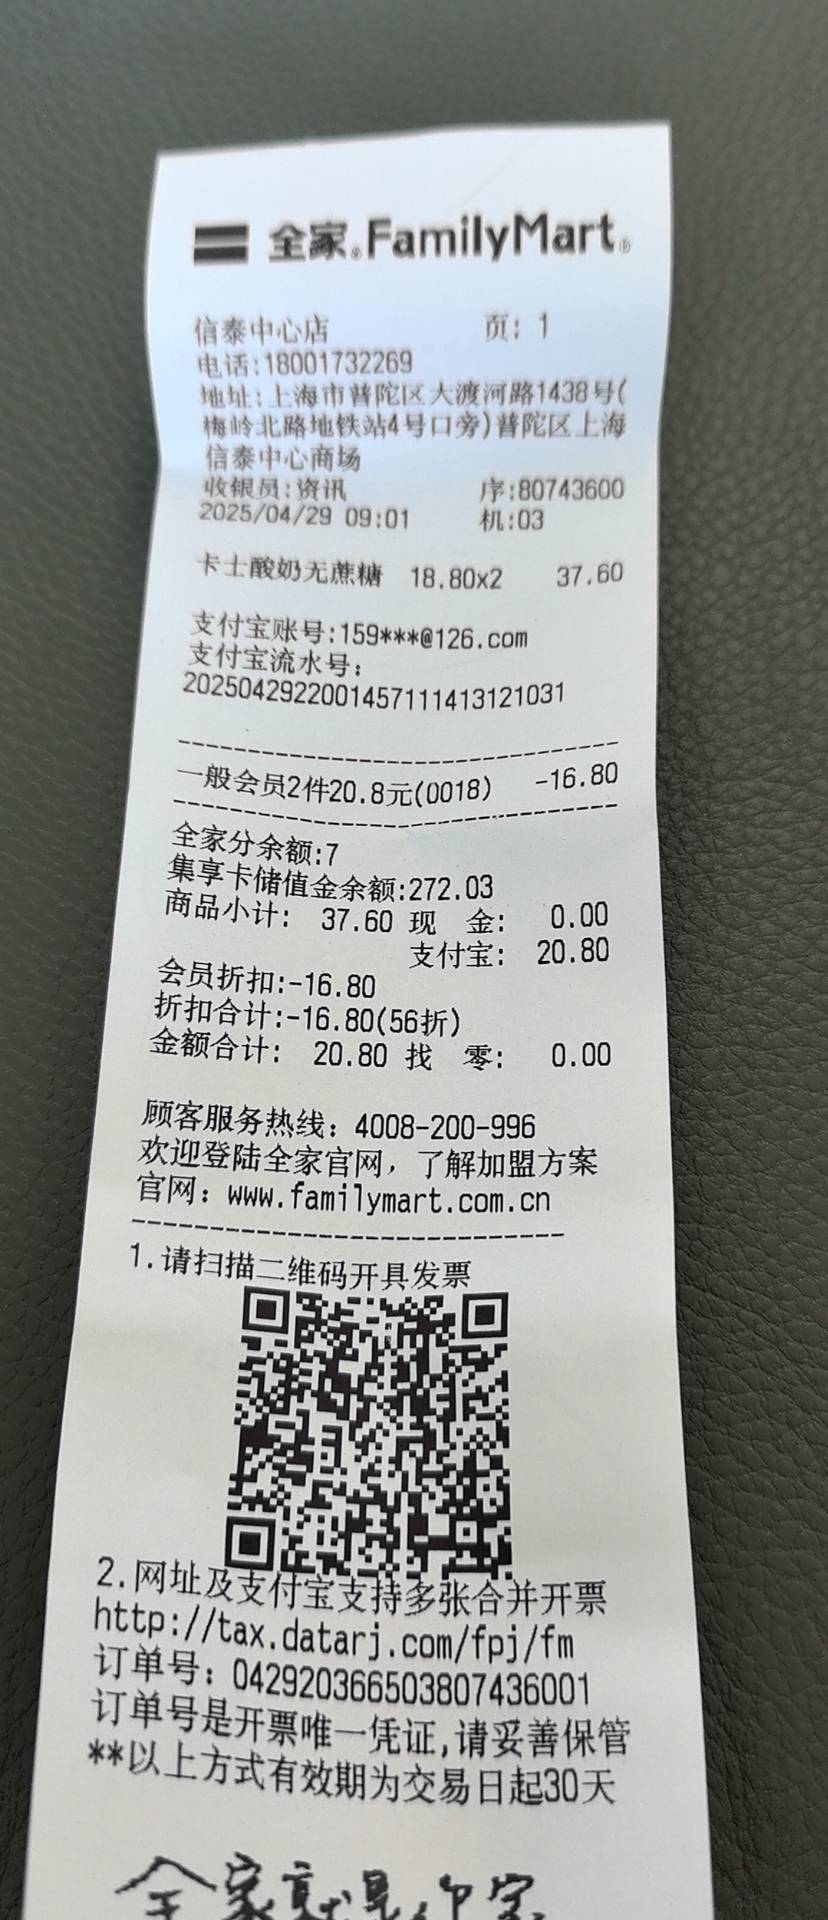 全家®FamilyMart®
信泰中心店 页: 1
电话:18001732269
地址:上海市普陀区大渡河路1438号(
梅岭北路地铁站4号口旁)普陀区上海
信泰中心商场
收银员:资讯 序:80743600
2025/04/29 09:01 机:03
卡士酸奶无蔗糖 18.80x2 37.60
支付宝账号:159***@126.com
支付宝流水号:
2025042922001457111413121031
一般会员2件20.8元(0018) -16.80
全家分余额:7
集享卡储值金余额:272.03
商品小计: 37.60 现 金: 0.00
支付宝: 20.80
会员折扣:-16.80
折扣合计:-16.80(56折)
金额合计: 20.80 找 零: 0.00
顾客服务热线: 4008-200-996
欢迎登陆全家官网, 了解加盟方案
官网: www.familymart.com.cn
1.请扫描二维码开具发票
2.网址及支付宝支持多张合并开票
http://tax.datarj.com/fpj/fm
订单号: 042920366503807436001
订单号是开票唯一凭证,请妥善保管
**以上方式有效期为交易日起30天
全家就是你家